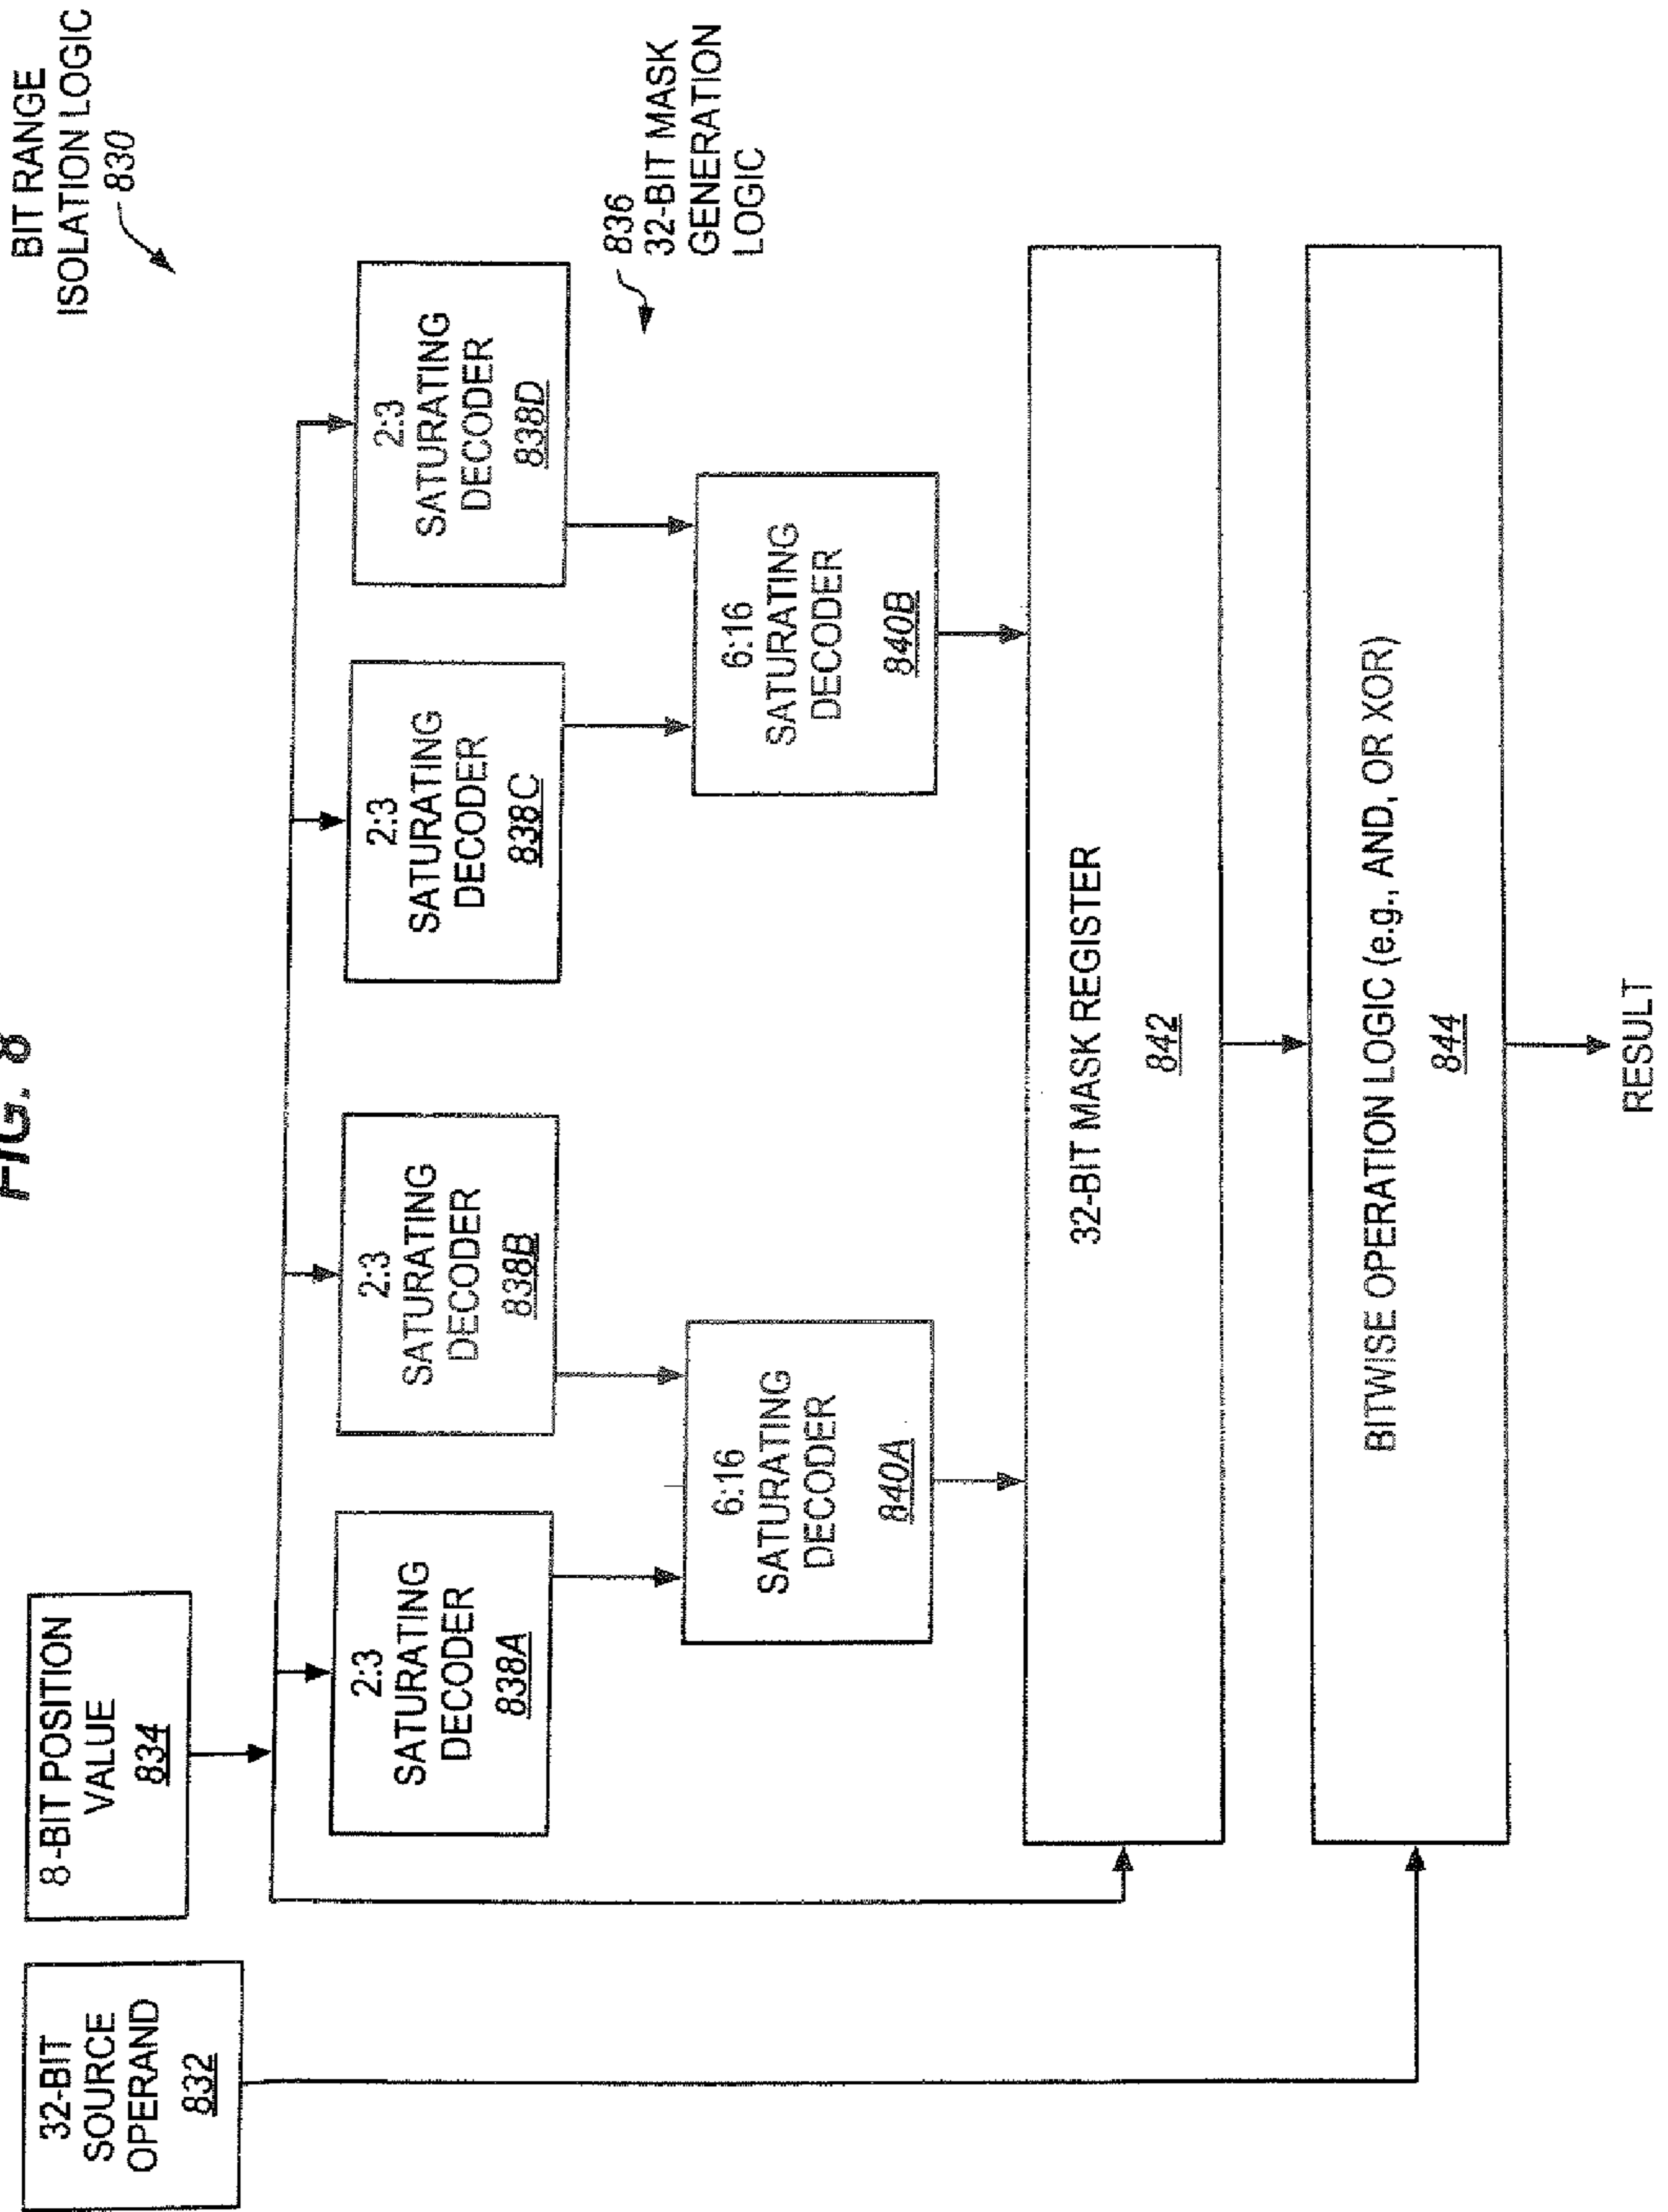 FIG. 8
BIT RANGE
ISOLATION LOGIC
830
32-BIT
SOURCE
OPERAND
832
8-BIT POSITION
VALUE
834
2:3
SATURATING
DECODER
838A
2:3
SATURATING
DECODER
838B
2:3
SATURATING
DECODER
838C
2:3
SATURATING
DECODER
838D
836
32-BIT MASK
GENERATION
LOGIC
6:16
SATURATING
DECODER
840A
6:16
SATURATING
DECODER
840B
32-BIT MASK REGISTER
842
BITWISE OPERATION LOGIC (e.g., AND, OR XOR)
844
RESULT